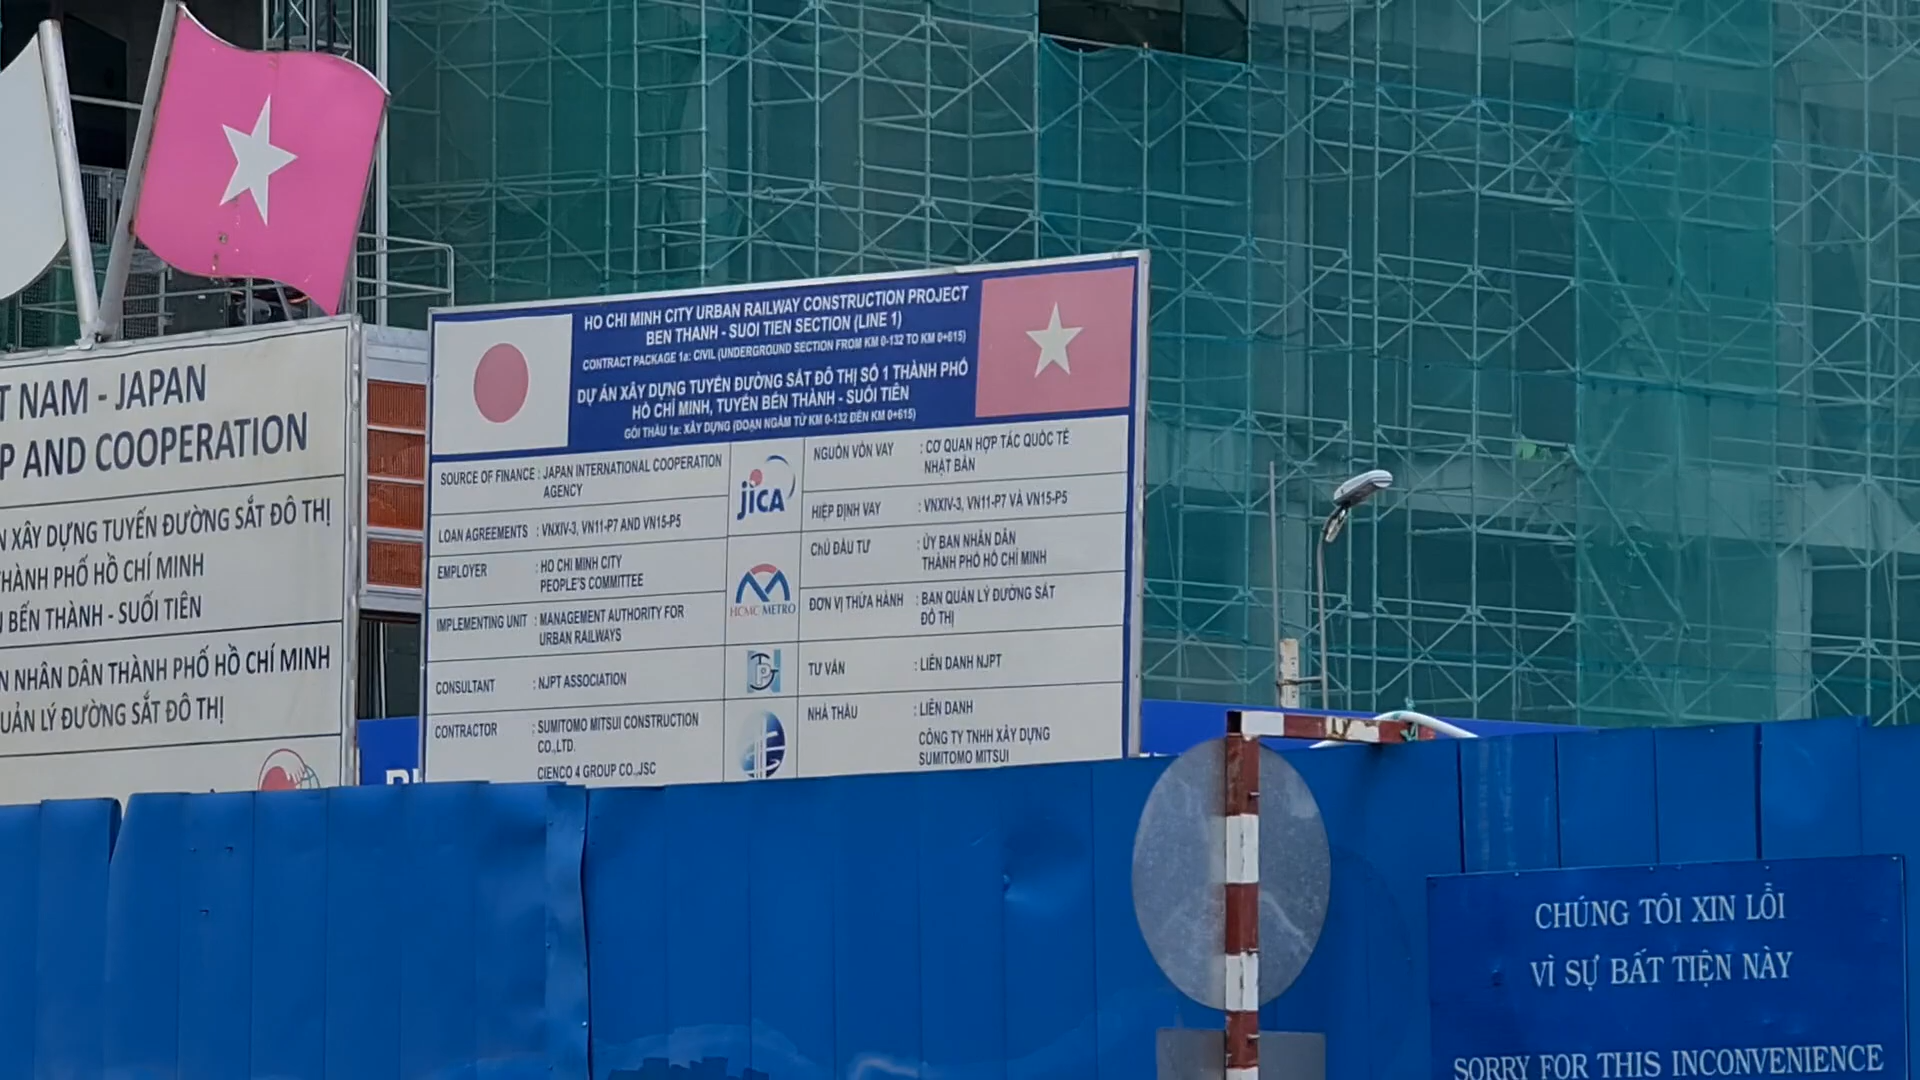 T NAM - JAPAN
P AND COOPERATION
N XÂY DỰNG TUYẾN ĐƯỜNG SẮT ĐÔ THỊ
THÀNH PHỐ HỒ CHÍ MINH
BẾN THÀNH - SUỐI TIÊN
N NHÂN DÂN THÀNH PHỐ HỒ CHÍ MINH
UẢN LÝ ĐƯỜNG SẮT ĐÔ THỊ
HO CHI MINH CITY URBAN RAILWAY CONSTRUCTION PROJECT
BEN THANH - SUOI TIEN SECTION (LINE 1)
CONTRACT PACKAGE 1a: CIVIL (UNDERGROUND SECTION FROM KM 0-132 TO KM 0+615)
DỰ ÁN XÂY DỰNG TUYẾN ĐƯỜNG SẮT ĐÔ THỊ SỐ 1 THÀNH PHỐ
HỒ CHÍ MINH, TUYẾN BẾN THÀNH - SUỐI TIÊN
GÓI THẦU 1a: XÂY DỰNG (ĐOẠN NGẦM TỪ KM 0-132 ĐẾN KM 0+615)
SOURCE OF FINANCE : JAPAN INTERNATIONAL COOPERATION
AGENCY
LOAN AGREEMENTS : VNXIV-3, VN11-P7 AND VN15-P5
EMPLOYER : HO CHI MINH CITY
PEOPLE'S COMMITTEE
IMPLEMENTING UNIT : MANAGEMENT AUTHORITY FOR
URBAN RAILWAYS
CONSULTANT : NJPT ASSOCIATION
CONTRACTOR : SUMITOMO MITSUI CONSTRUCTION
CO.,LTD.
CIENCO 4 GROUP CO.,JSC
JICA
HCMC METRO
NGUỒN VỐN VAY : CƠ QUAN HỢP TÁC QUỐC TẾ
NHẬT BẢN
HIỆP ĐỊNH VAY : VNXIV-3, VN11-P7 VÀ VN15-P5
CHỦ ĐẦU TƯ : ỦY BAN NHÂN DÂN
THÀNH PHỐ HỒ CHÍ MINH
ĐƠN VỊ THỪA HÀNH : BAN QUẢN LÝ ĐƯỜNG SẮT
ĐÔ THỊ
TƯ VẤN : LIÊN DANH NJPT
NHÀ THẦU : LIÊN DANH
CÔNG TY TNHH XÂY DỰNG
SUMITOMO MITSUI
CHÚNG TÔI XIN LỖI
VÌ SỰ BẤT TIỆN NÀY
SORRY FOR THIS INCONVENIENCE